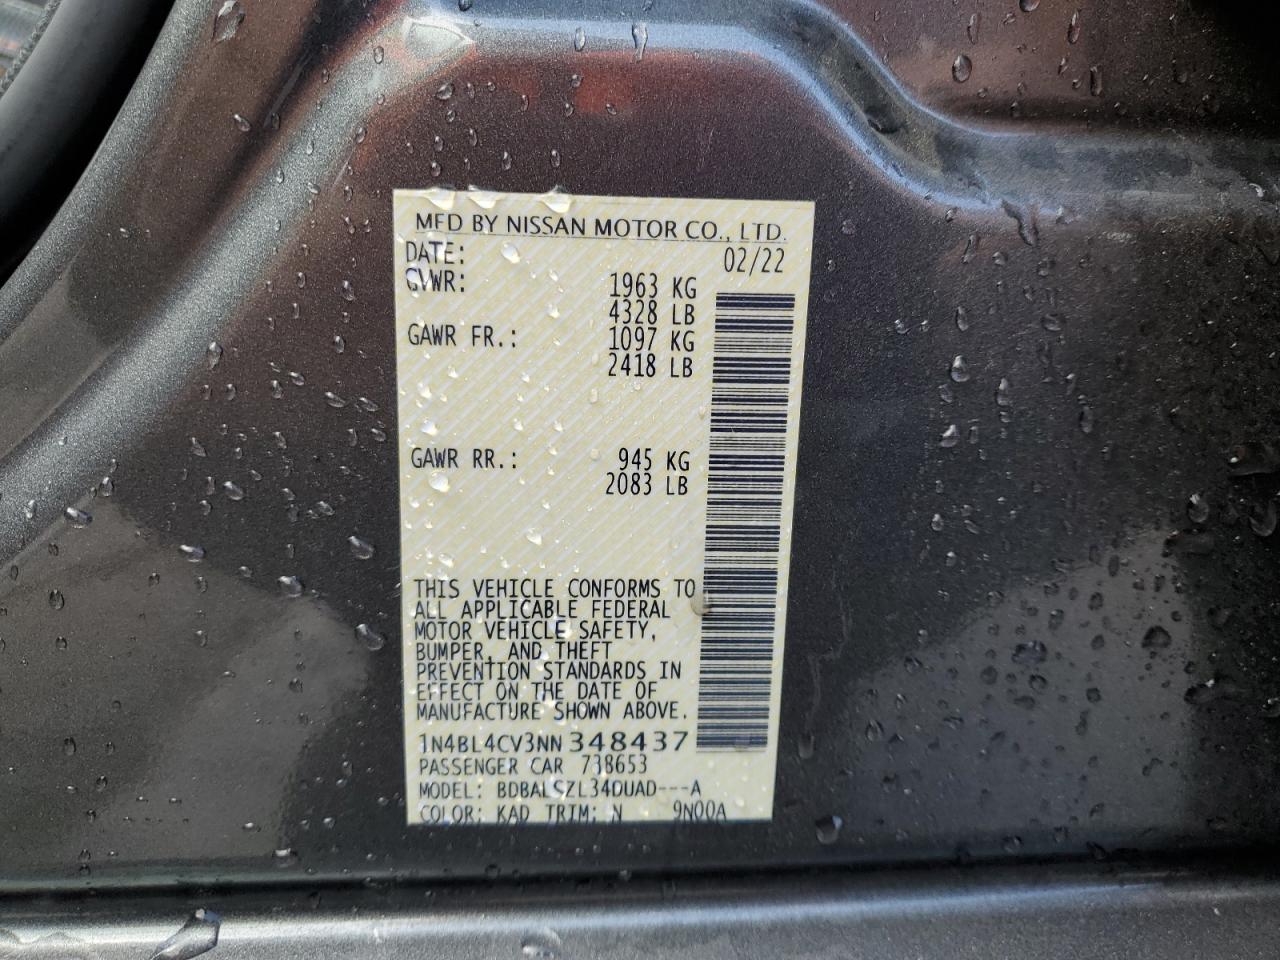 MFD BY NISSAN MOTOR CO., LTD.
DATE: 02/22
GVWR: 1963 KG
4328 LB
GAWR FR.: 1097 KG
2418 LB
GAWR RR.: 945 KG
2083 LB
THIS VEHICLE CONFORMS TO
ALL APPLICABLE FEDERAL
MOTOR VEHICLE SAFETY,
BUMPER, AND THEFT
PREVENTION STANDARDS IN
EFFECT ON THE DATE OF
MANUFACTURE SHOWN ABOVE.
1N4BL4CV3NN348437
PASSENGER CAR 738653
MODEL: BDBALSZL34DUAD---A
COLOR: KAD TRIM: N 9N00A